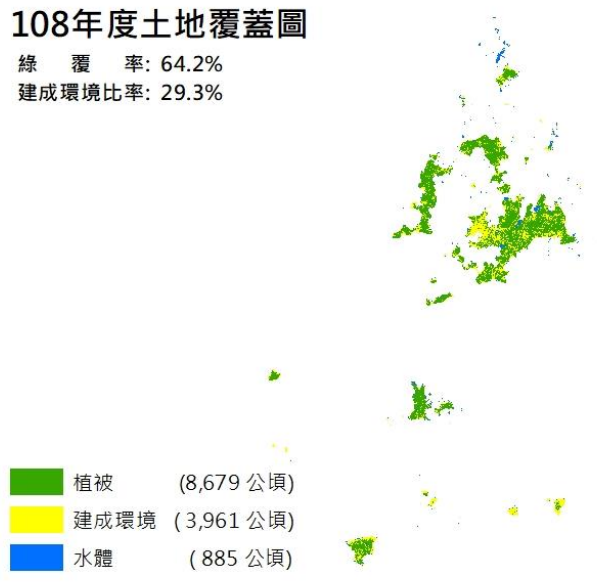 108年度土地覆蓋圖
綠覆率: 64.2%
建成環境比率: 29.3%
植被 (8,679 公頃)
建成環境 (3,961 公頃)
水體 (885 公頃)